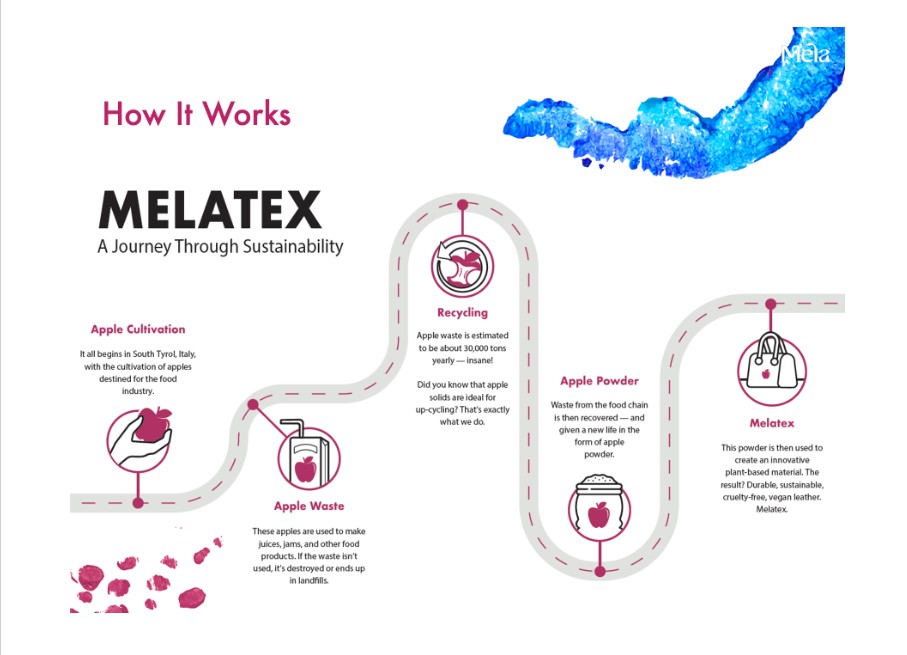 Mela
How It Works
MELATEX
A Journey Through Sustainability
Apple Cultivation
It all begins in South Tyrol, Italy,
with the cultivation of apples
destined for the food
industry.
Apple Waste
These apples are used to make
juices, jams, and other food
products. If the waste isn't
used, it's destroyed or ends up
in landfills.
Recycling
Apple waste is estimated
to be about 30,000 tons
yearly — insane!
Did you know that apple
solids are ideal for
up-cycling? That's exactly
what we do.
Apple Powder
Waste from the food chain
is then recovered — and
given a new life in the
form of apple
powder.
Melatex
This powder is then used to
create an innovative
plant-based material. The
result? Durable, sustainable,
cruelty-free, vegan leather.
Melatex.